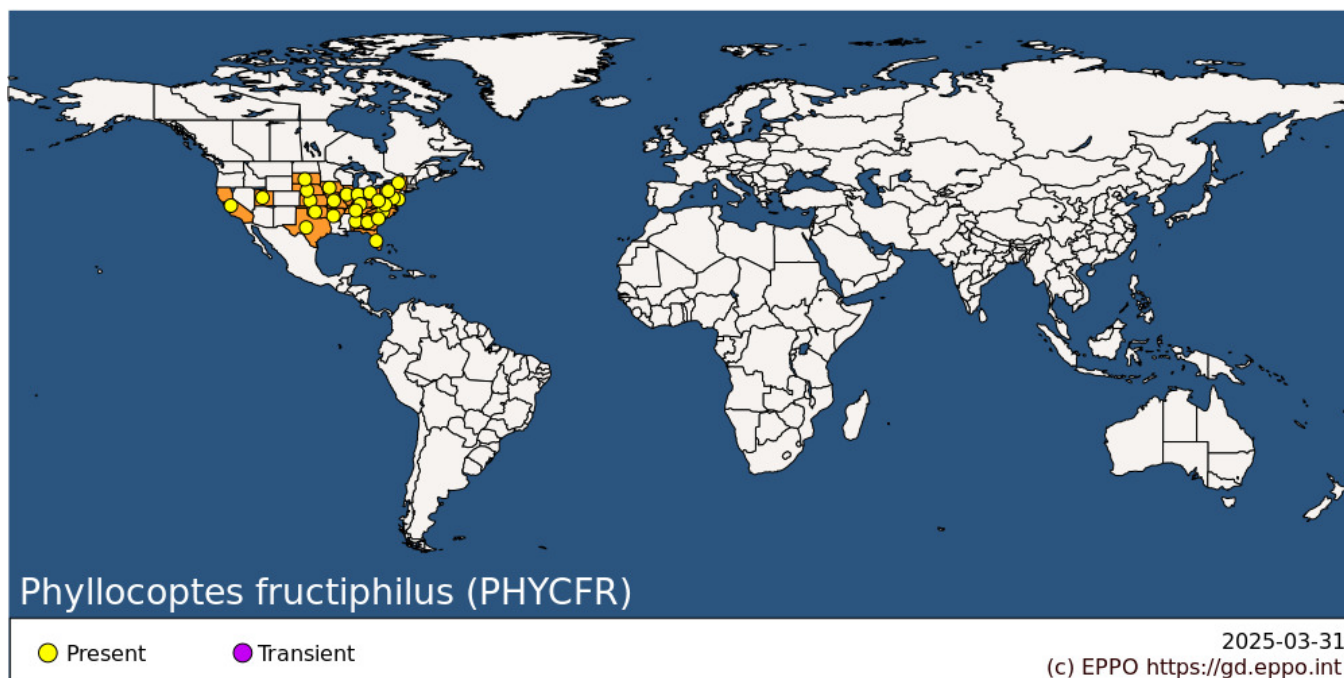 Phyllocoptes fructiphilus (PHYCFR)
Present
Transient
2025-03-31
(c) EPPO https://gd.eppo.int